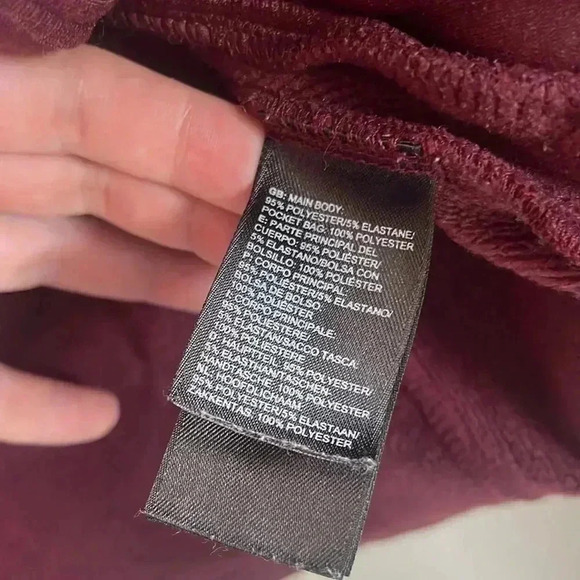 GB: MAIN BODY:
95% POLYESTER/5% ELASTANE/
POCKET BAG: 100% POLYESTER
E: PARTE PRINCIPAL DEL
CUERPO: 95% POLIÉSTER/
5% ELASTANO/BOLSA CON
BOLSILLO: 100% POLIÉSTER
P: CORPO PRINCIPAL:
95% POLIÉSTER/5% ELASTANO/
BOLSA DE BOLSO:
100% POLIÉSTER
I: CORPO PRINCIPALE:
95% POLIESTERE/
5% ELASTAN/SACCO TASCA:
100% POLIESTERE
D: HAUPTTEIL: 95% POLYESTER/
5% ELASTHAN/TASCHEN-
HANDTASCHE: 100% POLYESTER
NL: HOOFDLICHAAM:
95% POLYESTER/5% ELASTAAN/
ZAKKENTAS: 100% POLYESTER